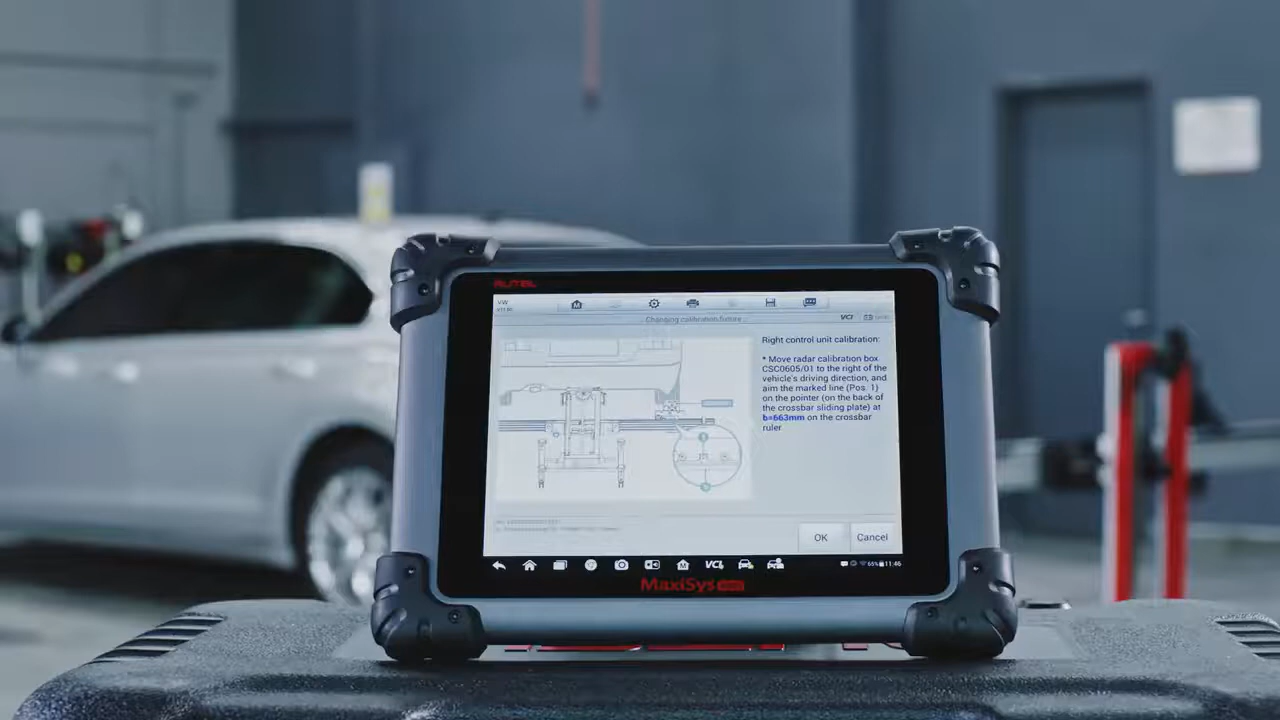 AUTEL
VW
VCI
Changing calibration fixture
Right control unit calibration:
* Move radar calibration box
CSC0605/01 to the right of the
vehicle's driving direction, and
aim the marked line (Pos. 1)
on the pointer (on the back of
the crossbar sliding plate) at
b=663mm on the crossbar
ruler
OK
Cancel
VCI
65%
11:46
MaxiSys